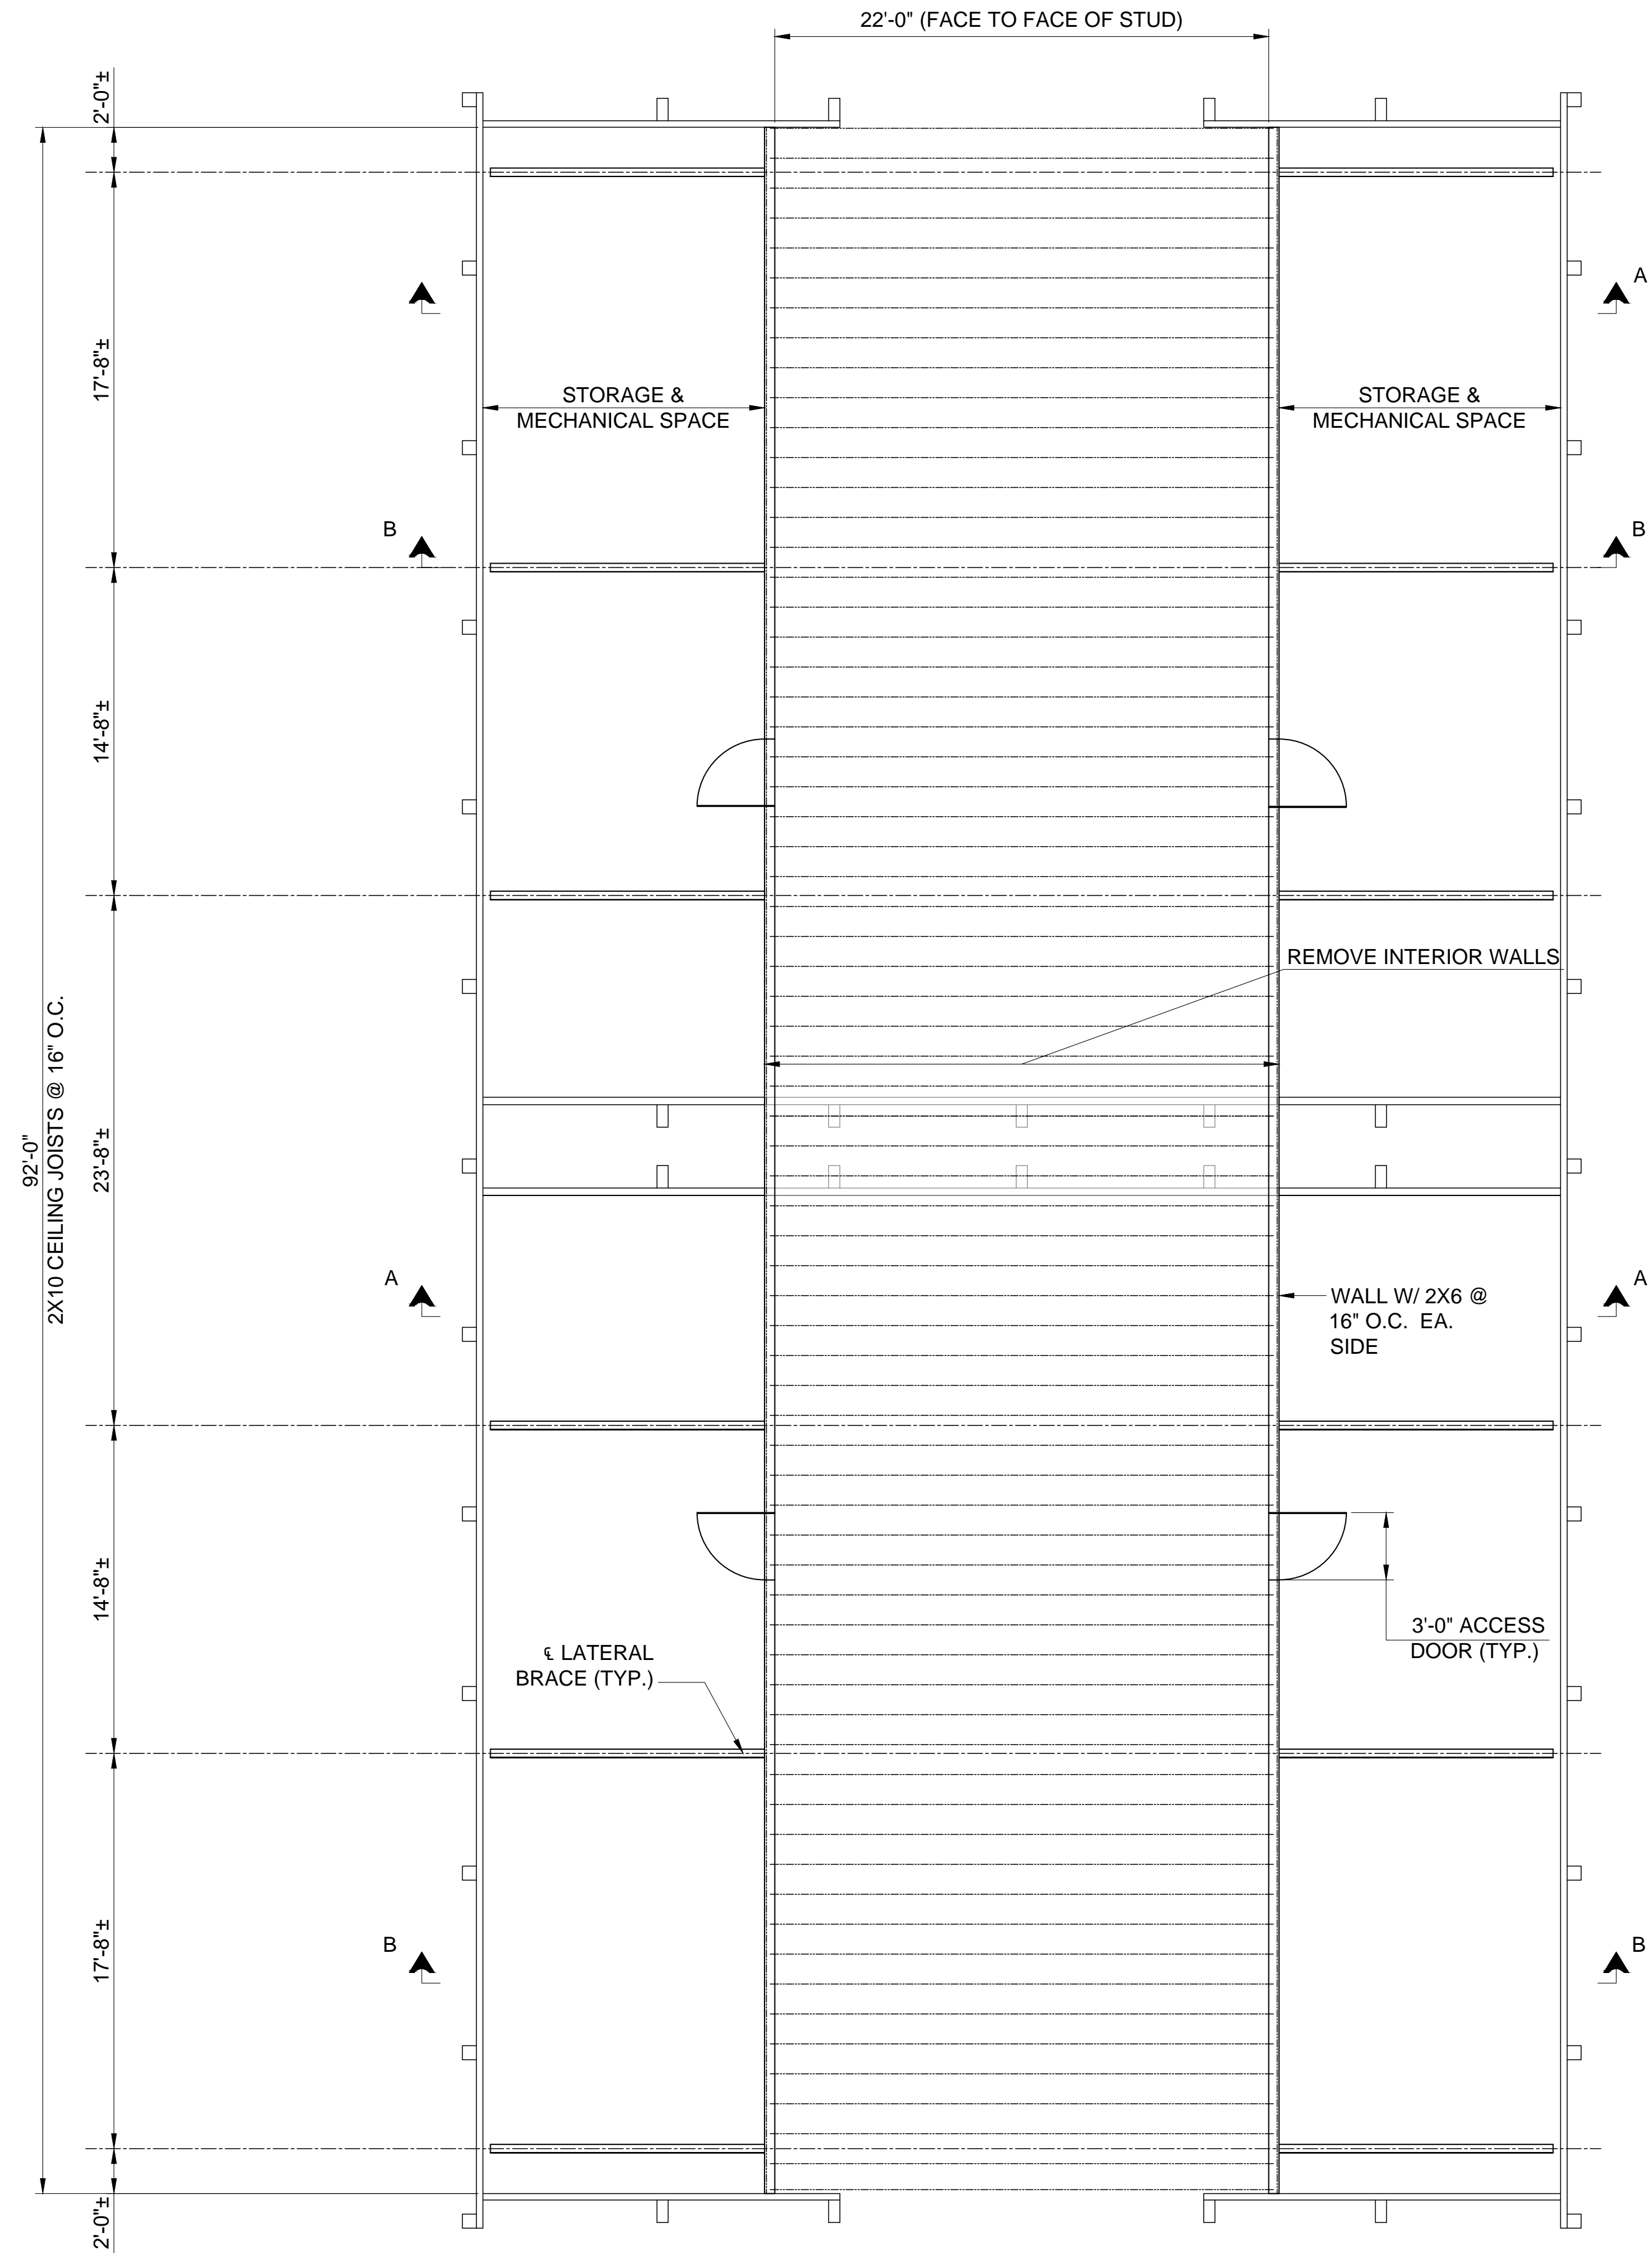 22'-0" (FACE TO FACE OF STUD)
2'-0"±
A
17'-8"±
STORAGE &
MECHANICAL SPACE
STORAGE &
MECHANICAL SPACE
B
B
14'-8"±
REMOVE INTERIOR WALLS
92'-0"
2X10 CEILING JOISTS @ 16" O.C.
23'-8"±
A
A
WALL W/ 2X6 @
16" O.C. EA.
SIDE
14'-8"±
3'-0" ACCESS
DOOR (TYP.)
℄ LATERAL
BRACE (TYP.)
17'-8"±
B
B
2'-0"±